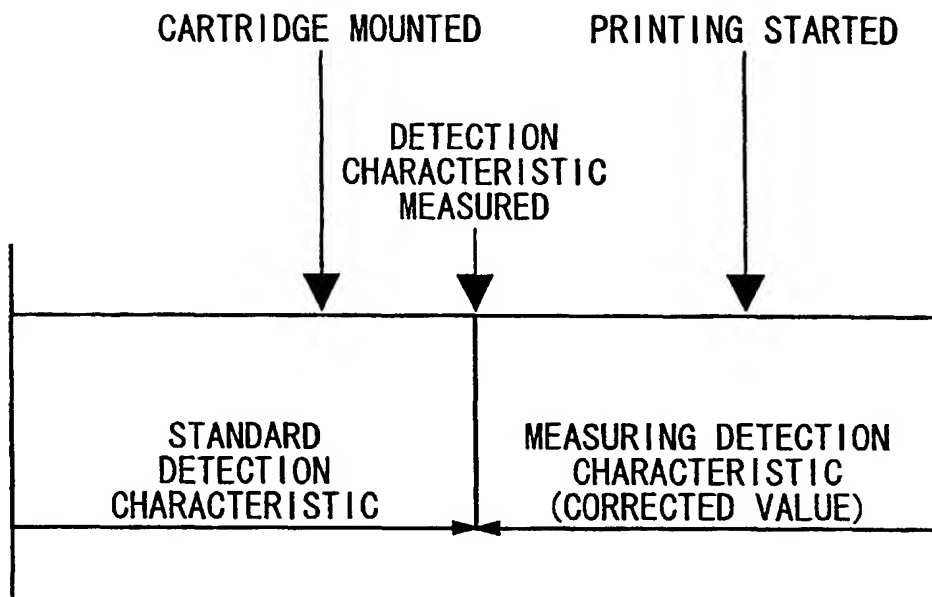 CARTRIDGE MOUNTED
PRINTING STARTED
DETECTION
CHARACTERISTIC
MEASURED
STANDARD
DETECTION
CHARACTERISTIC
MEASURING DETECTION
CHARACTERISTIC
(CORRECTED VALUE)